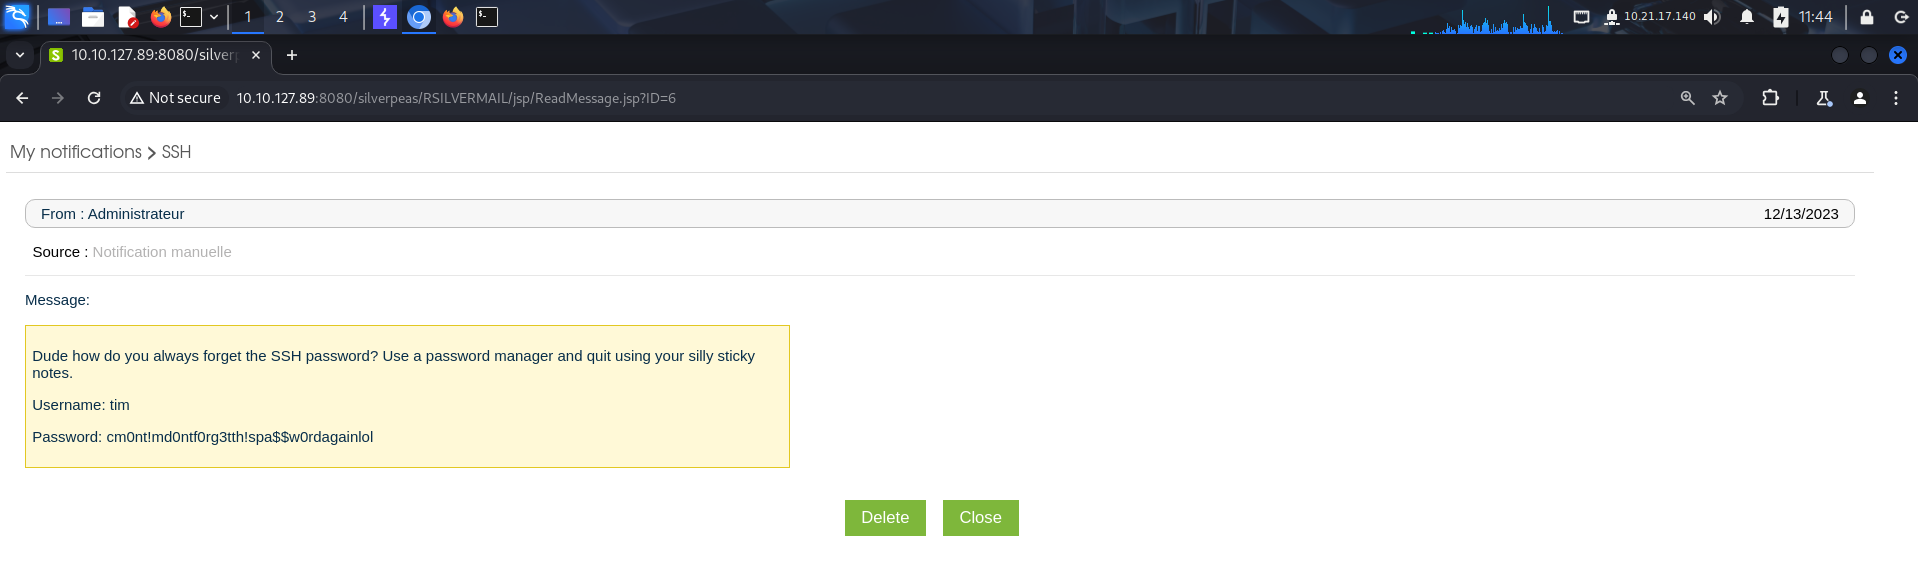 1 2 3 4 10.21.17.140 11:44
10.10.127.89:8080/silverp
Not secure 10.10.127.89:8080/silverpeas/RSILVERMAIL/jsp/ReadMessage.jsp?ID=6
My notifications > SSH
From : Administrateur 12/13/2023
Source : Notification manuelle
Message:
Dude how do you always forget the SSH password? Use a password manager and quit using your silly sticky
notes.
Username: tim
Password: cm0nt!md0ntf0rg3tth!spa$$w0rdagainlol
Delete Close